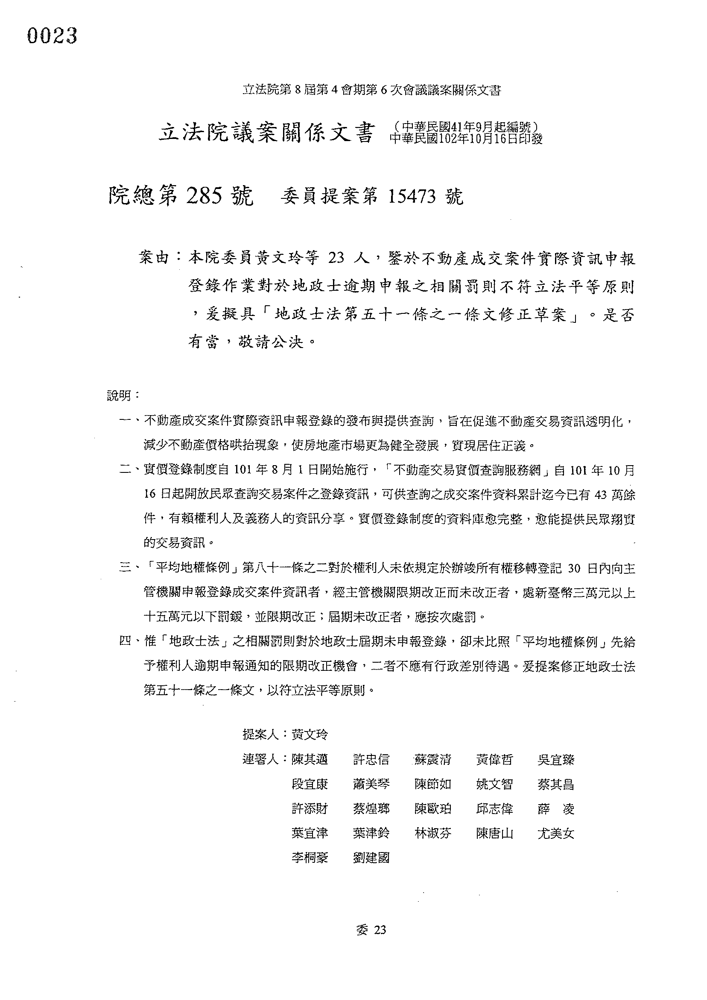 0023
立法院第 8 屆第 4 會期第 6 次會議議案關係文書
立法院議案關係文書
（中華民國41年9月起編號）
中華民國102年10月16日印發
院總第 285 號 委員提案第 15473 號
案由：本院委員黃文玲等 23 人，鑒於不動產成交案件實際資訊申報
登錄作業對於地政士逾期申報之相關罰則不符立法平等原則
，爰擬具「地政士法第五十一條之一條文修正草案」。是否
有當，敬請公決。
說明：
一、不動產成交案件實際資訊申報登錄的發布與提供查詢，旨在促進不動產交易資訊透明化，
減少不動產價格哄抬現象，使房地產市場更為健全發展，實現居住正義。
二、實價登錄制度自 101 年 8 月 1 日開始施行，「不動產交易實價查詢服務網」自 101 年 10 月
16 日起開放民眾查詢交易案件之登錄資訊，可供查詢之成交案件資料累計迄今已有 43 萬餘
件，有賴權利人及義務人的資訊分享。實價登錄制度的資料庫愈完整，愈能提供民眾翔實
的交易資訊。
三、「平均地權條例」第八十一條之二對於權利人未依規定於辦竣所有權移轉登記 30 日內向主
管機關申報登錄成交案件資訊者，經主管機關限期改正而未改正者，處新臺幣三萬元以上
十五萬元以下罰鍰，並限期改正；屆期未改正者，應按次處罰。
四、惟「地政士法」之相關罰則對於地政士屆期未申報登錄，卻未比照「平均地權條例」先給
予權利人逾期申報通知的限期改正機會，二者不應有行政差別待遇。爰提案修正地政士法
第五十一條之一條文，以符立法平等原則。
提案人：黃文玲
連署人：陳其邁 許忠信 蘇震清 黃偉哲 吳宜臻
段宜康 蕭美琴 陳節如 姚文智 蔡其昌
許添財 蔡煌瑯 陳歐珀 邱志偉 薛 凌
葉宜津 葉津鈴 林淑芬 陳唐山 尤美女
李桐豪 劉建國
委 23